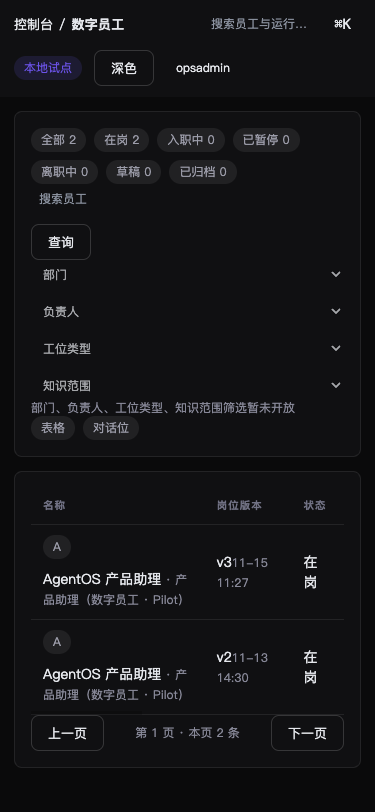 控制台 / 数字员工 搜索员工与运行... ⌘K
本地试点 深色 opsadmin
全部 2 在岗 2 入职中 0 已暂停 0
离职中 0 草稿 0 已归档 0
搜索员工
查询
部门
负责人
工位类型
知识范围
部门、负责人、工位类型、知识范围筛选暂未开放
表格 对话位
名称 岗位版本 状态
A
AgentOS 产品助理 · 产
品助理（数字员工 · Pilot）
v3 11-15
11:27
在
岗
A
AgentOS 产品助理 · 产
品助理（数字员工 · Pilot）
v2 11-13
14:30
在
岗
上一页 第 1 页 · 本页 2 条 下一页